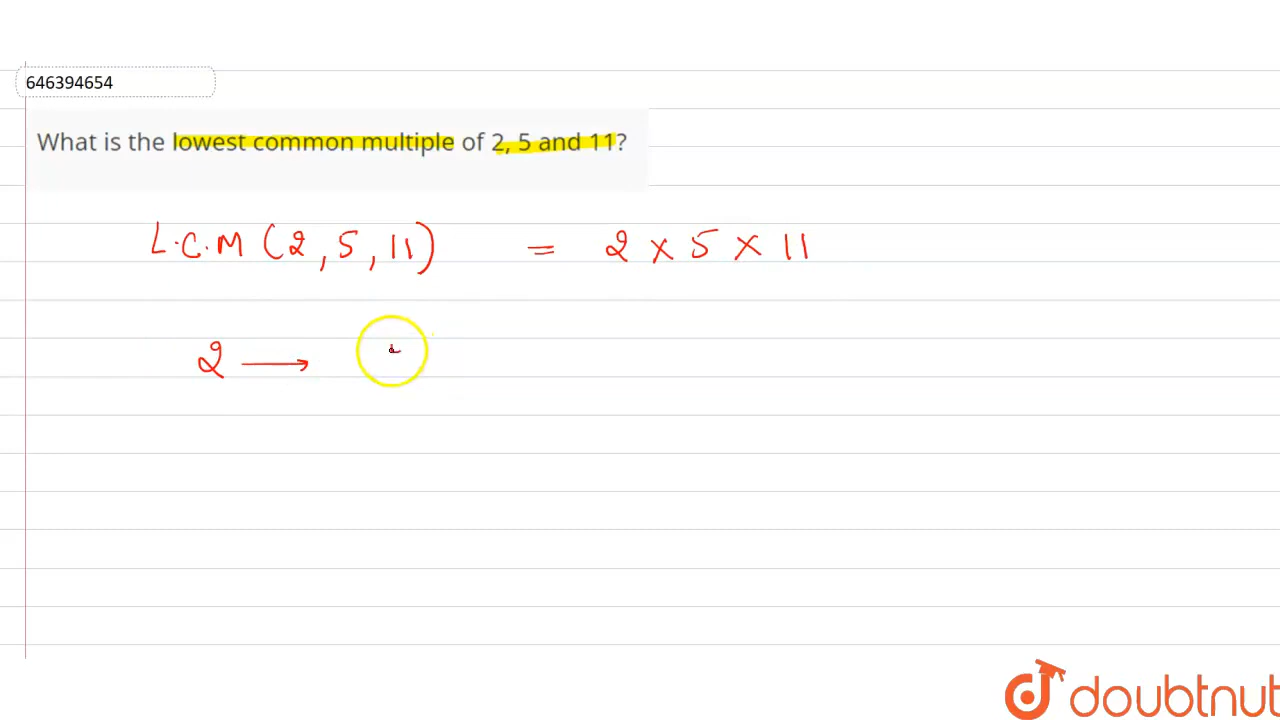 646394654
What is the lowest common multiple of 2, 5 and 11?
L.C.M (2, 5, 11) = 2 × 5 × 11
2 →
doubtnut